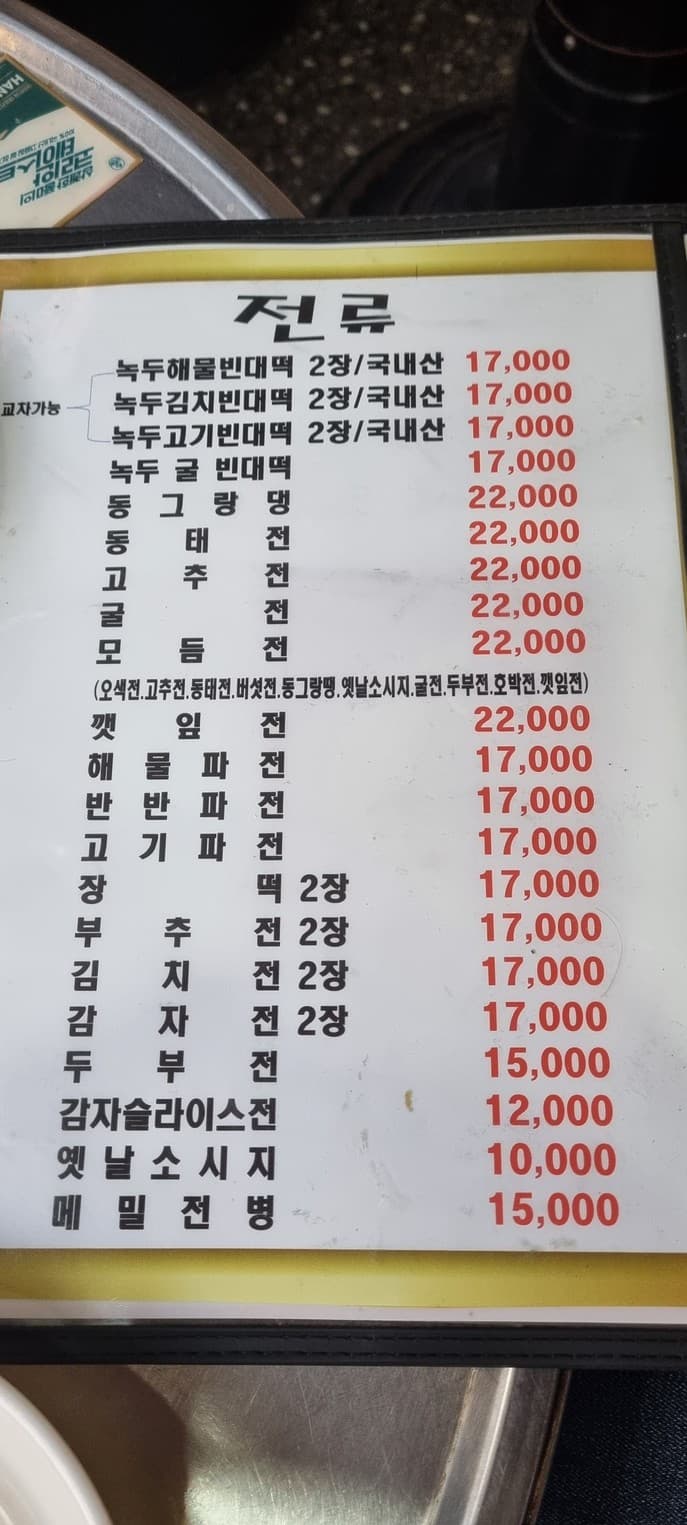 코리아
테이스트
전류
녹두해물빈대떡 2장/국내산 17,000
교자가능
녹두김치빈대떡 2장/국내산 17,000
녹두고기빈대떡 2장/국내산 17,000
녹두 굴 빈대떡 17,000
동그랑댕 22,000
동태전 22,000
고추전 22,000
굴전 22,000
모듬전 22,000
(오색전.고추전.동태전.버섯전.동그랑땡.옛날소시지.굴전.두부전.호박전.깻잎전)
깻잎전 22,000
해물파전 17,000
반반파전 17,000
고기파전 17,000
장떡 2장 17,000
부추전 2장 17,000
김치전 2장 17,000
감자전 2장 17,000
두부전 15,000
감자슬라이스전 12,000
옛날소시지 10,000
메밀전병 15,000